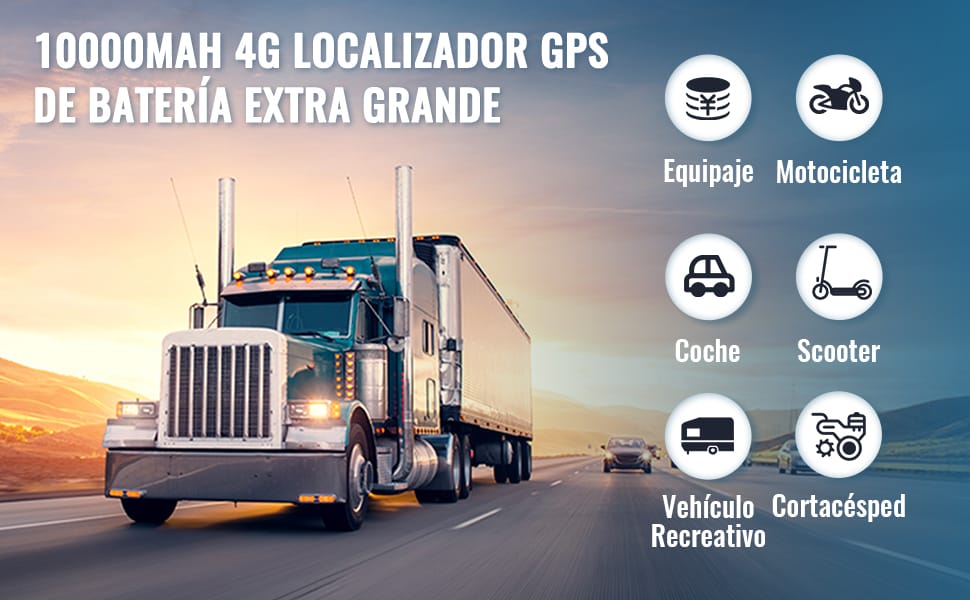 10000MAH 4G LOCALIZADOR GPS
DE BATERÍA EXTRA GRANDE
¥
Equipaje
Motocicleta
Coche
Scooter
Vehículo
Recreativo
Cortacésped